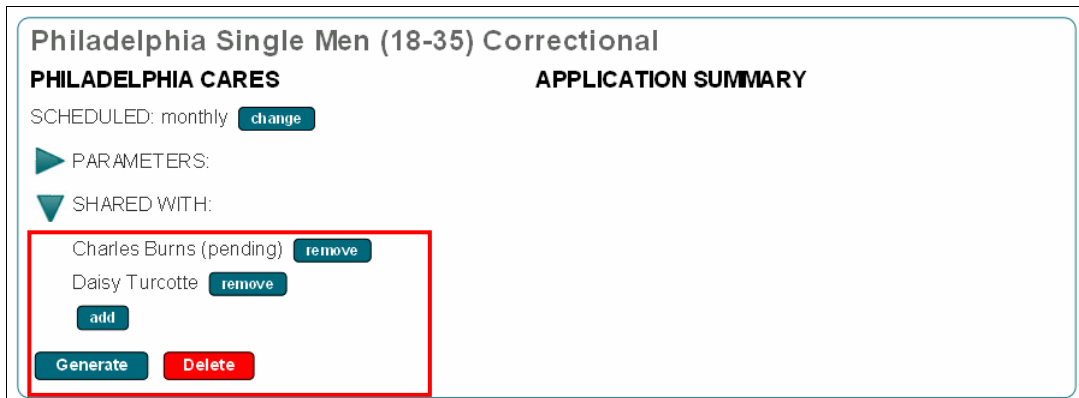 Philadelphia Single Men (18-35) Correctional
PHILADELPHIA CARES APPLICATION SUMMARY
SCHEDULED: monthly change
PARAMETERS:
SHARED WITH:
Charles Burns (pending) remove
Daisy Turcotte remove
add
Generate Delete